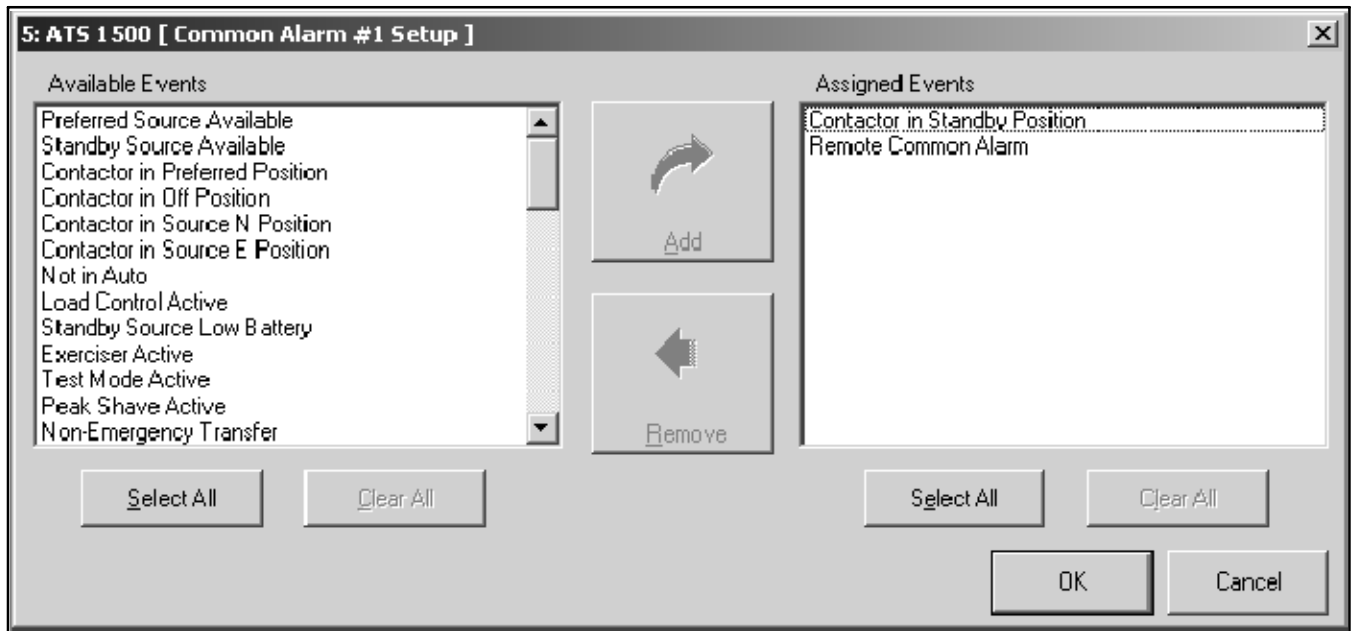 5: ATS 1500 [ Common Alarm #1 Setup ]
Available Events
Preferred Source Available
Standby Source Available
Contactor in Preferred Position
Contactor in Off Position
Contactor in Source N Position
Contactor in Source E Position
Not in Auto
Load Control Active
Standby Source Low Battery
Exerciser Active
Test Mode Active
Peak Shave Active
Non-Emergency Transfer
Select All
Clear All
Add
Remove
Assigned Events
Contactor in Standby Position
Remote Common Alarm
Select All
Clear All
OK
Cancel